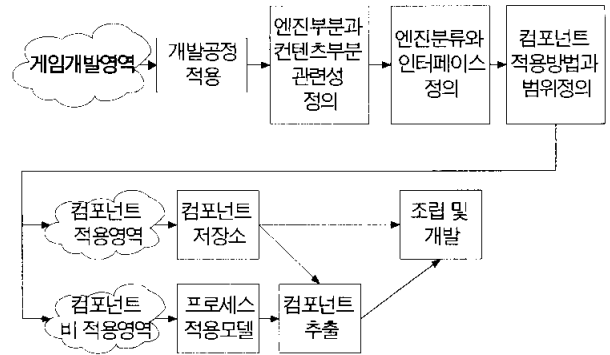 게임개발영역
개발공정
적용
엔진부분과
컨텐츠부분
관련성
정의
엔진분류와
인터페이스
정의
컴포넌트
적용방법과
범위정의
컴포넌트
적용영역
컴포넌트
저장소
조립 및
개발
컴포넌트
비 적용영역
프로세스
적용모델
컴포넌트
추출